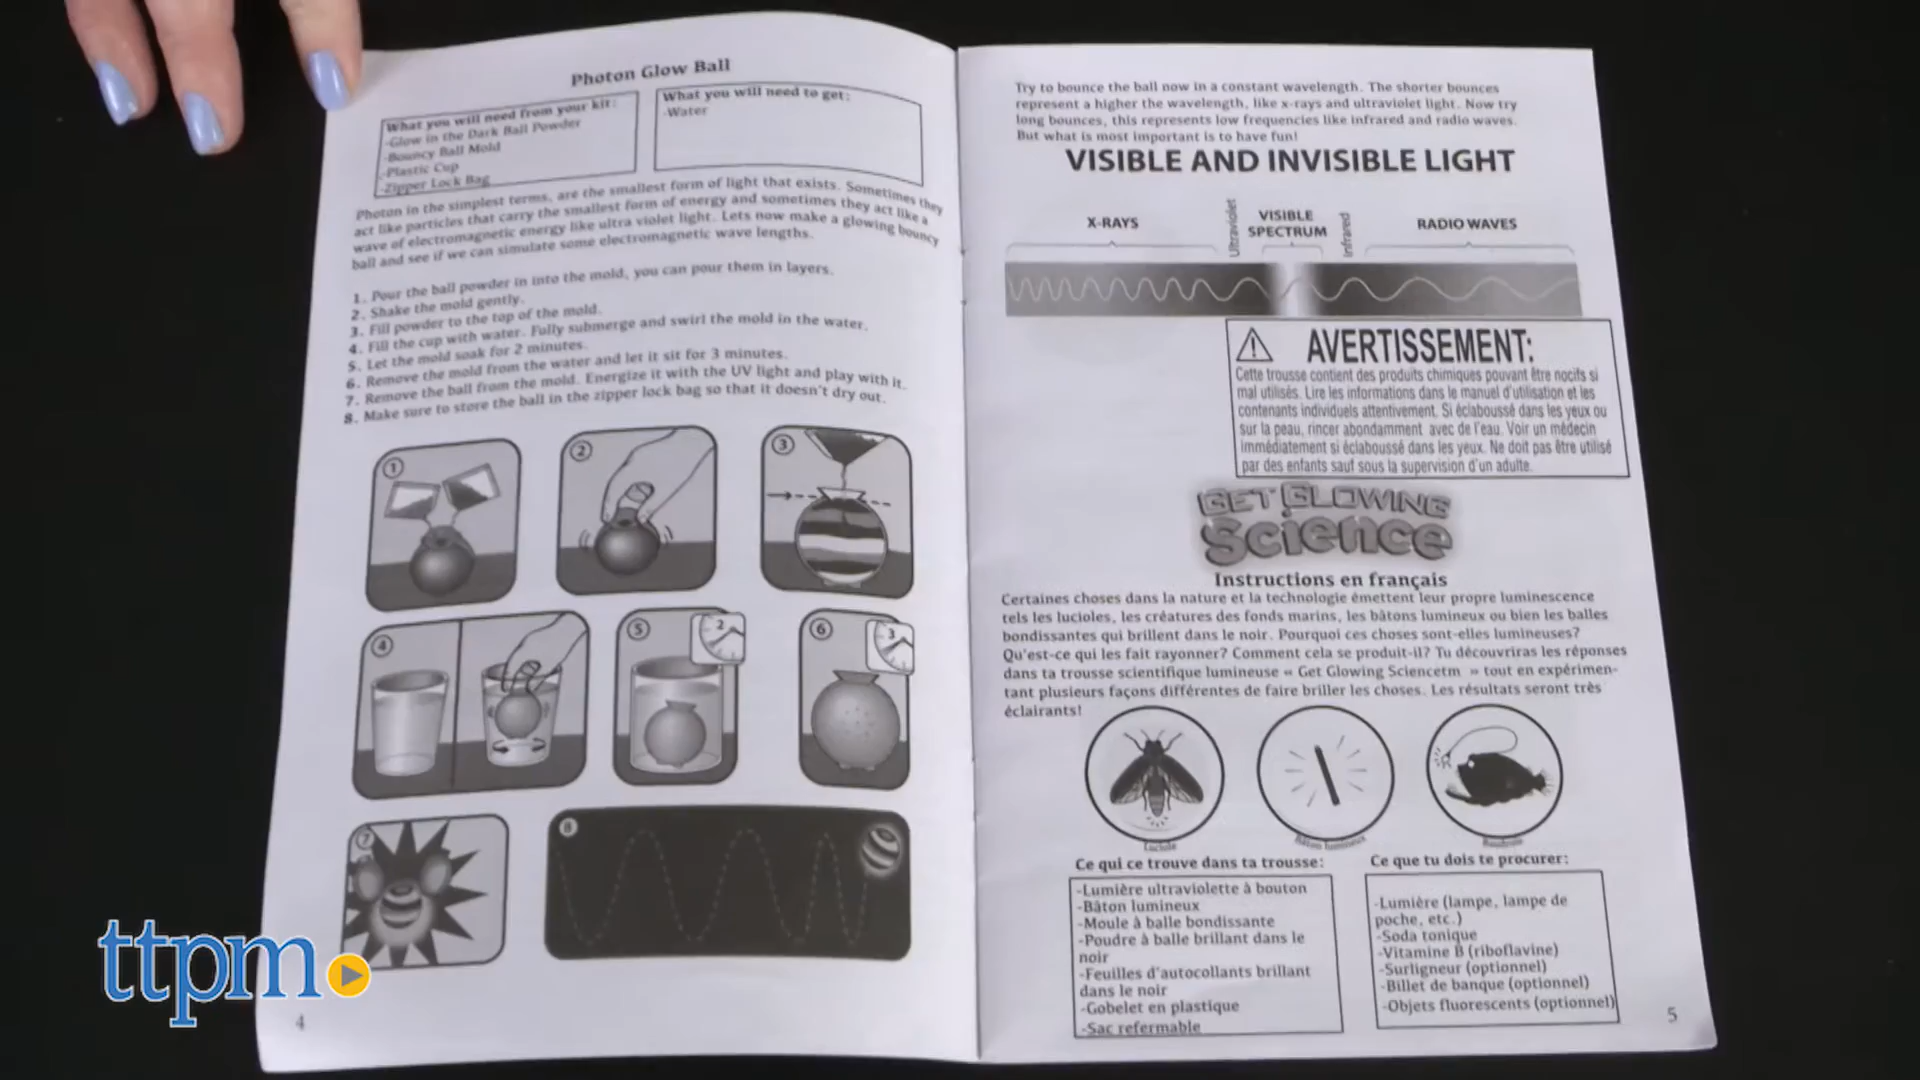 Photon Glow Ball
What you will need from your kit:
-Glow in the Dark Ball Powder
-Bouncy Ball Mold
-Plastic Cup
-Zipper Lock Bag
What you will need to get:
-Water
Photon in the simplest terms, are the smallest form of light that exists. Sometimes they
act like particles that carry the smallest form of energy and sometimes they act like a
wave of electromagnetic energy like ultra violet light. Lets now make a glowing bouncy
ball and see if we can simulate some electromagnetic wave lengths.
1. Pour the ball powder in into the mold, you can pour them in layers.
2. Shake the mold gently.
3. Fill powder to the top of the mold.
4. Fill the cup with water. Fully submerge and swirl the mold in the water.
5. Let the mold soak for 2 minutes.
6. Remove the mold from the water and let it sit for 3 minutes.
7. Remove the ball from the mold. Energize it with the UV light and play with it.
8. Make sure to store the ball in the zipper lock bag so that it doesn't dry out.
1
2
3
4
5
2
6
3
7
8
ttpm
4
Try to bounce the ball now in a constant wavelength. The shorter bounces
represent a higher the wavelength, like x-rays and ultraviolet light. Now try
long bounces, this represents low frequencies like infrared and radio waves.
But what is most important is to have fun!
VISIBLE AND INVISIBLE LIGHT
X-RAYS
Ultraviolet
VISIBLE
SPECTRUM
Infrared
RADIO WAVES
AVERTISSEMENT:
Cette trousse contient des produits chimiques pouvant être nocifs si
mal utilisés. Lire les informations dans le manuel d'utilisation et les
contenants individuels attentivement. Si éclaboussé dans les yeux ou
sur la peau, rincer abondamment avec de l'eau. Voir un médecin
immédiatement si éclaboussé dans les yeux. Ne doit pas être utilisé
par des enfants sauf sous la supervision d'un adulte.
GET GLOWING
Science
Instructions en français
Certaines choses dans la nature et la technologie émettent leur propre luminescence
tels les lucioles, les créatures des fonds marins, les bâtons lumineux ou bien les balles
bondissantes qui brillent dans le noir. Pourquoi ces choses sont-elles lumineuses?
Qu'est-ce qui les fait rayonner? Comment cela se produit-il? Tu découvriras les réponses
dans ta trousse scientifique lumineuse « Get Glowing Sciencetm » tout en expérimen-
tant plusieurs façons différentes de faire briller les choses. Les résultats seront très
éclairants!
Luciole
Bâton lumineux
Ce qui ce trouve dans ta trousse:
-Lumière ultraviolette à bouton
-Bâton lumineux
-Moule à balle bondissante
-Poudre à balle brillant dans le
noir
-Feuilles d'autocollants brillant
dans le noir
-Gobelet en plastique
-Sac refermable
Ce que tu dois te procurer:
-Lumière (lampe, lampe de
poche, etc.)
-Soda tonique
-Vitamine B (riboflavine)
-Surligneur (optionnel)
-Billet de banque (optionnel)
-Objets fluorescents (optionnel)
5